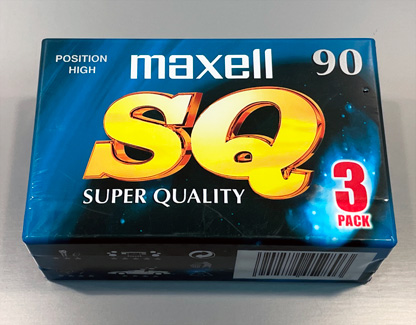 POSITION
HIGH
maxell
90
SQ
SUPER QUALITY
3
PACK